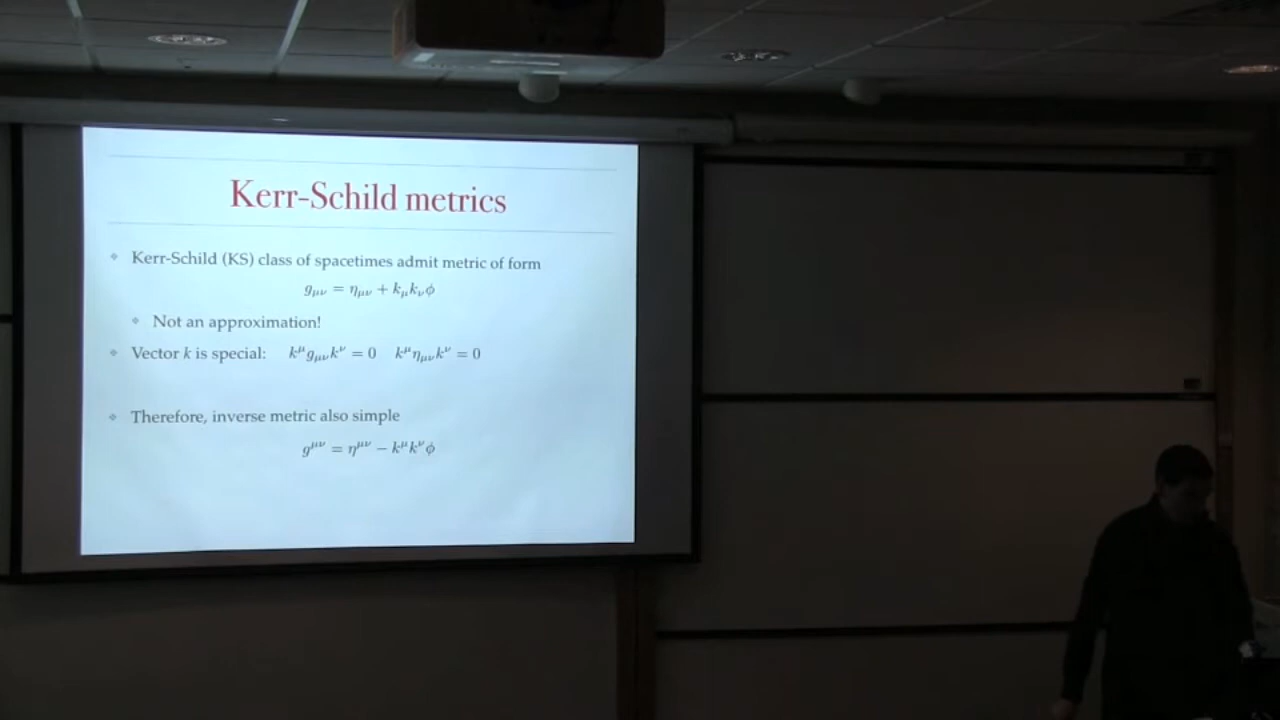 Kerr-Schild metrics
Kerr-Schild (KS) class of spacetimes admit metric of form
g_{μν} = η_{μν} + k_μ k_ν φ
Not an approximation!
Vector k is special: k^μ g_{μν} k^ν = 0 k^μ η_{μν} k^ν = 0
Therefore, inverse metric also simple
g^{μν} = η^{μν} − k^μ k^ν φ